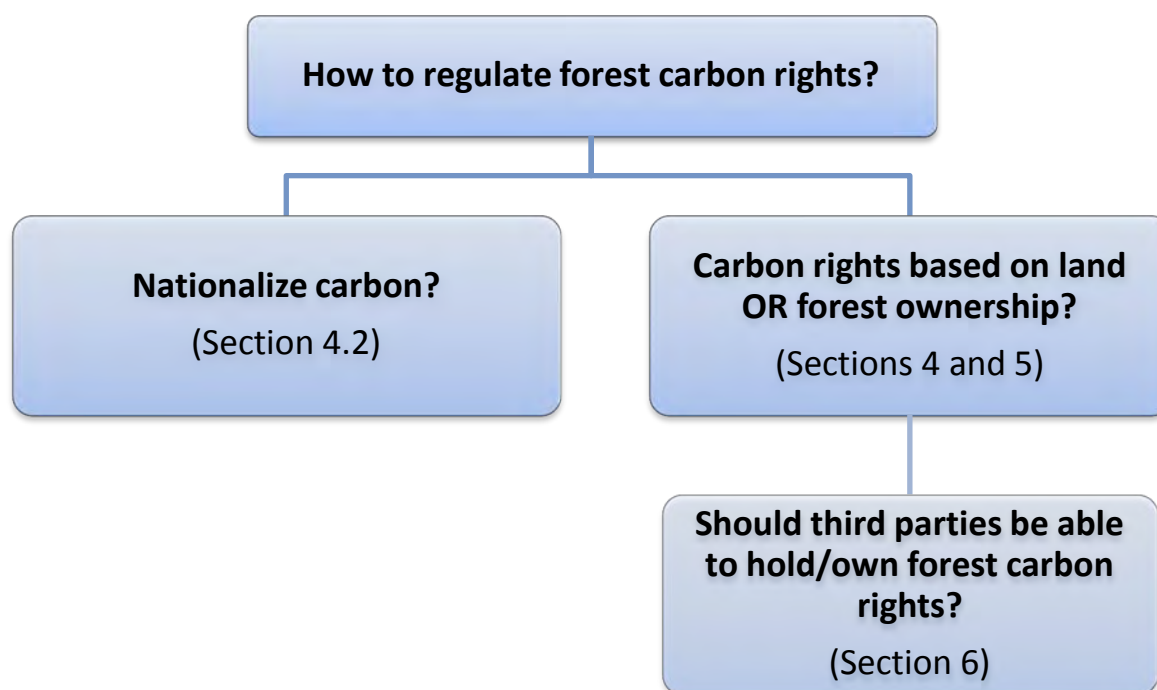 How to regulate forest carbon rights?
Nationalize carbon?
(Section 4.2)
Carbon rights based on land
OR forest ownership?
(Sections 4 and 5)
Should third parties be able
to hold/own forest carbon
rights?
(Section 6)